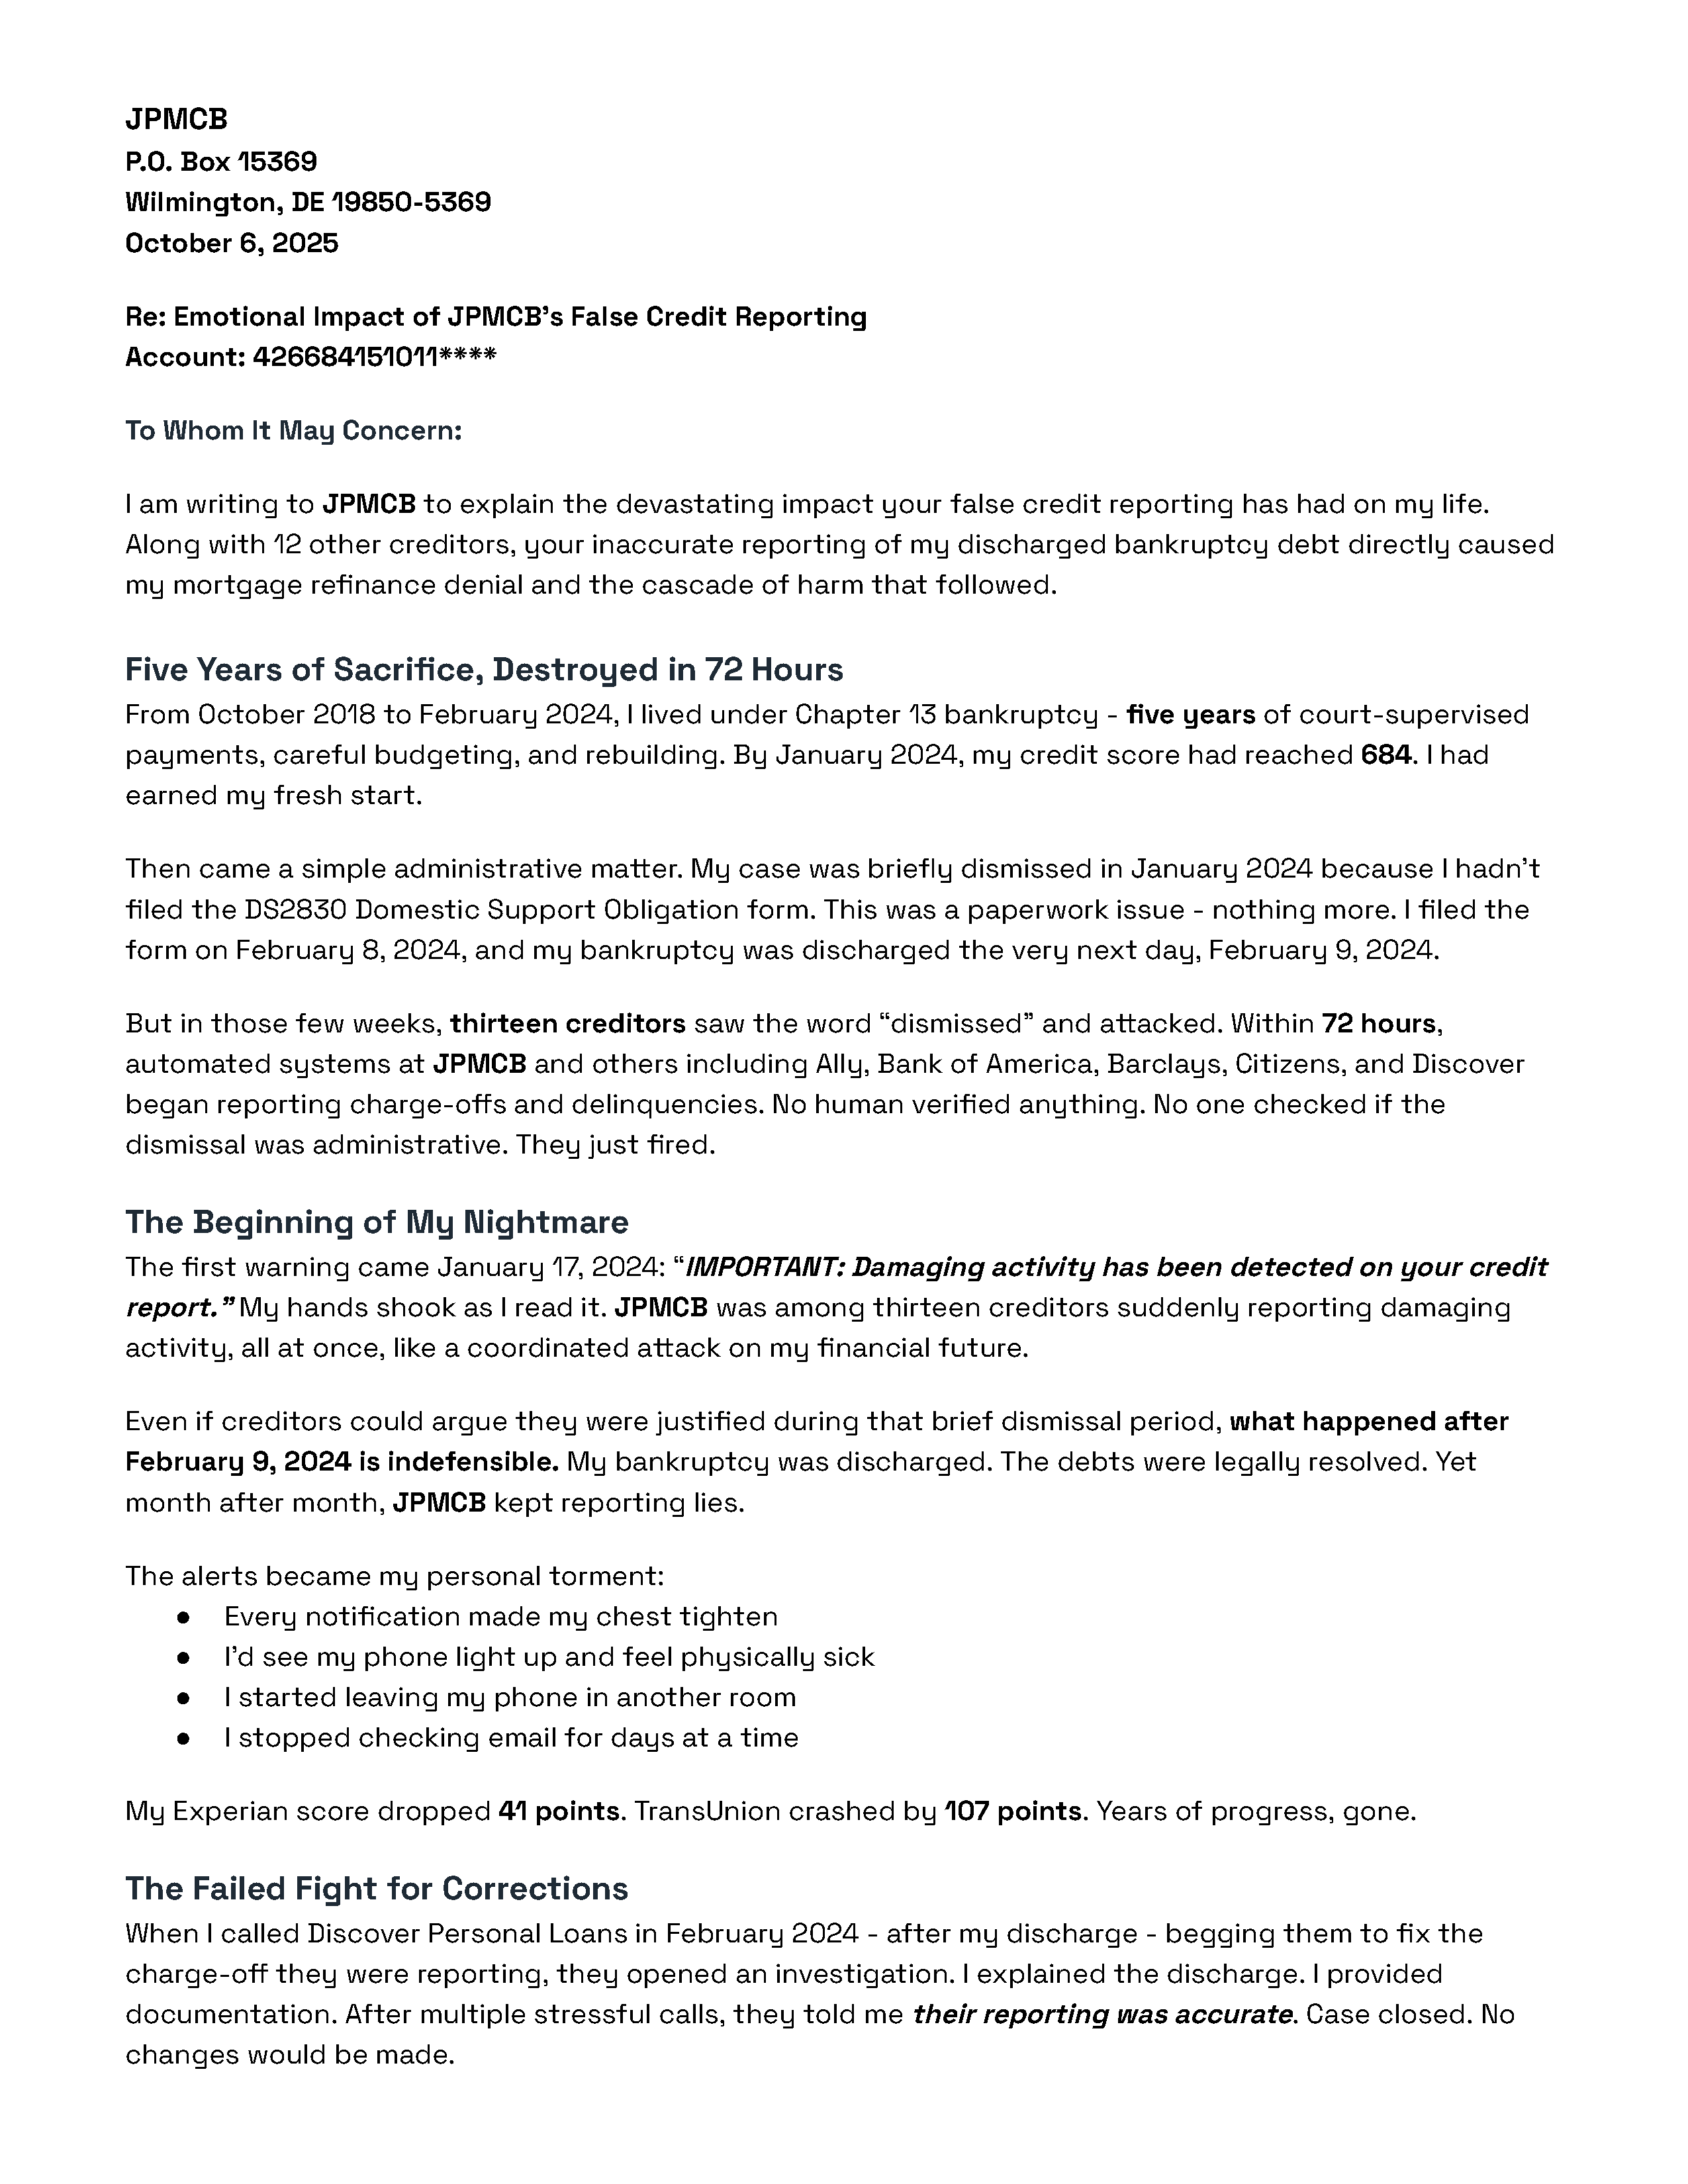 JPMCB
P.O. Box 15369
Wilmington, DE 19850-5369
October 6, 2025
Re: Emotional Impact of JPMCB's False Credit Reporting
Account: 426684151011****
To Whom It May Concern:
I am writing to JPMCB to explain the devastating impact your false credit reporting has had on my life.
Along with 12 other creditors, your inaccurate reporting of my discharged bankruptcy debt directly caused
my mortgage refinance denial and the cascade of harm that followed.
Five Years of Sacrifice, Destroyed in 72 Hours
From October 2018 to February 2024, I lived under Chapter 13 bankruptcy - five years of court-supervised
payments, careful budgeting, and rebuilding. By January 2024, my credit score had reached 684. I had
earned my fresh start.
Then came a simple administrative matter. My case was briefly dismissed in January 2024 because I hadn't
filed the DS2830 Domestic Support Obligation form. This was a paperwork issue - nothing more. I filed the
form on February 8, 2024, and my bankruptcy was discharged the very next day, February 9, 2024.
But in those few weeks, thirteen creditors saw the word “dismissed” and attacked. Within 72 hours,
automated systems at JPMCB and others including Ally, Bank of America, Barclays, Citizens, and Discover
began reporting charge-offs and delinquencies. No human verified anything. No one checked if the
dismissal was administrative. They just fired.
The Beginning of My Nightmare
The first warning came January 17, 2024: “IMPORTANT: Damaging activity has been detected on your credit
report.” My hands shook as I read it. JPMCB was among thirteen creditors suddenly reporting damaging
activity, all at once, like a coordinated attack on my financial future.
Even if creditors could argue they were justified during that brief dismissal period, what happened after
February 9, 2024 is indefensible. My bankruptcy was discharged. The debts were legally resolved. Yet
month after month, JPMCB kept reporting lies.
The alerts became my personal torment:
● Every notification made my chest tighten
● I'd see my phone light up and feel physically sick
● I started leaving my phone in another room
● I stopped checking email for days at a time
My Experian score dropped 41 points. TransUnion crashed by 107 points. Years of progress, gone.
The Failed Fight for Corrections
When I called Discover Personal Loans in February 2024 - after my discharge - begging them to fix the
charge-off they were reporting, they opened an investigation. I explained the discharge. I provided
documentation. After multiple stressful calls, they told me their reporting was accurate. Case closed. No
changes would be made.